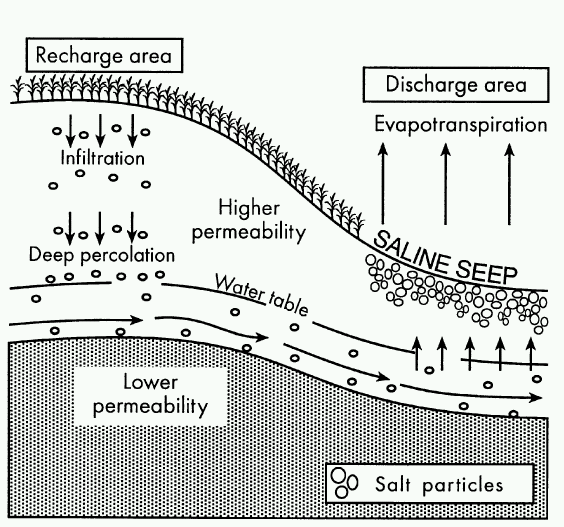 Recharge area
Discharge area
Evapotranspiration
Infiltration
Higher
permeability
Deep percolation
SALINE SEEP
Water table
Lower
permeability
Salt particles